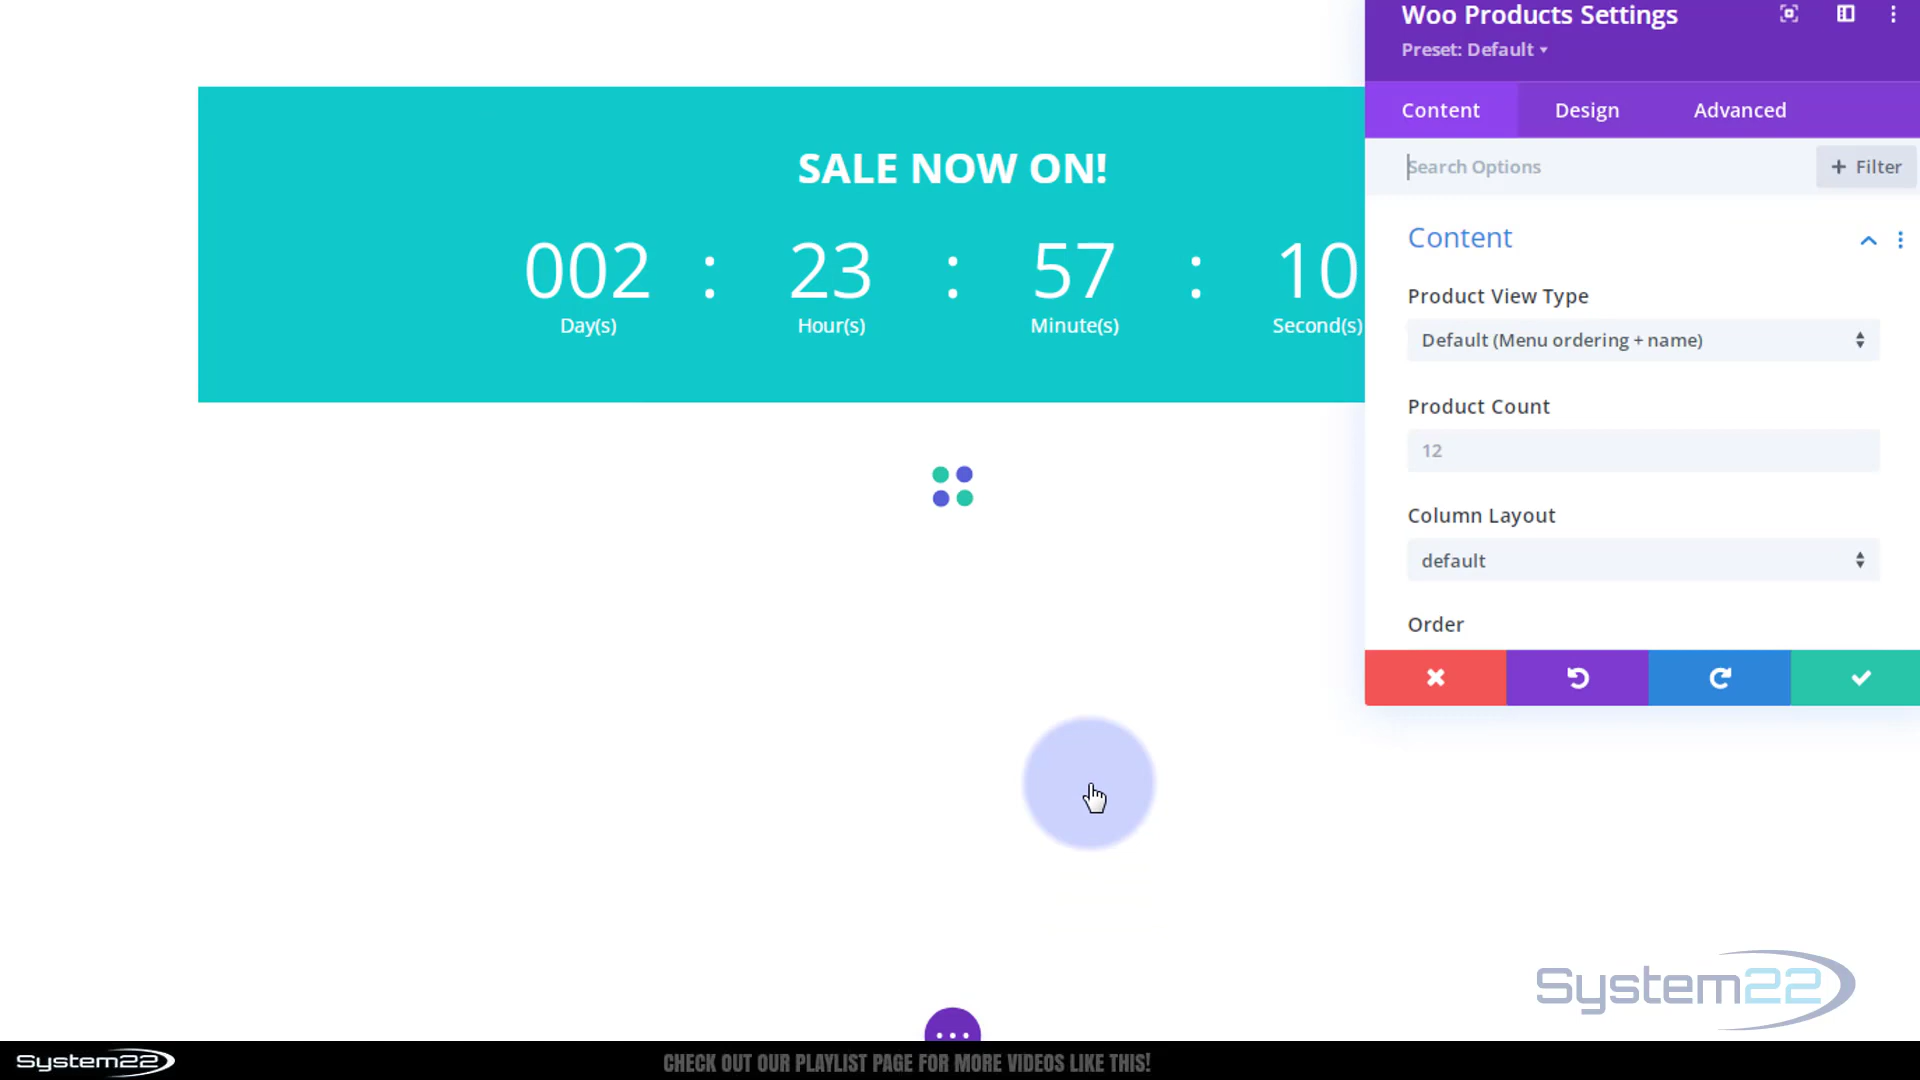 Woo Products Settings
Preset: Default
Content Design Advanced
Search Options
+ Filter
SALE NOW ON!
002 : 23 : 57 : 10
Day(s) Hour(s) Minute(s) Second(s)
Content
Product View Type
Default (Menu ordering + name)
Product Count
12
Column Layout
default
Order
System22
System22
CHECK OUT OUR PLAYLIST PAGE FOR MORE VIDEOS LIKE THIS!